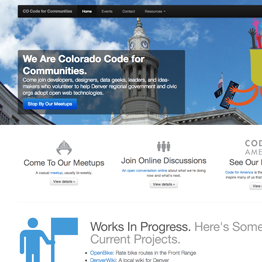 CO Code for Communities
Home
Events
Contact
Members
We Are Colorado Code for
Communities.
Come join developers, designers, data geeks, leaders, and idea-
makers who volunteer to help Denver regional government and civic
orgs adopt open web technologies.
Stop By Our Meetups
COD
AME
Come To Our Meetups
Join Online Discussions
See Our
A casual meetup, usually bi-weekly.
An open conversation online about what we're doing
now and what's next.
Code for America is the
View details »
View details »
View
Works In Progress. Here's Some
Current Projects.
OpenBike: Rate bike routes in the Front Range
DenverWiki: A local wiki for Denver